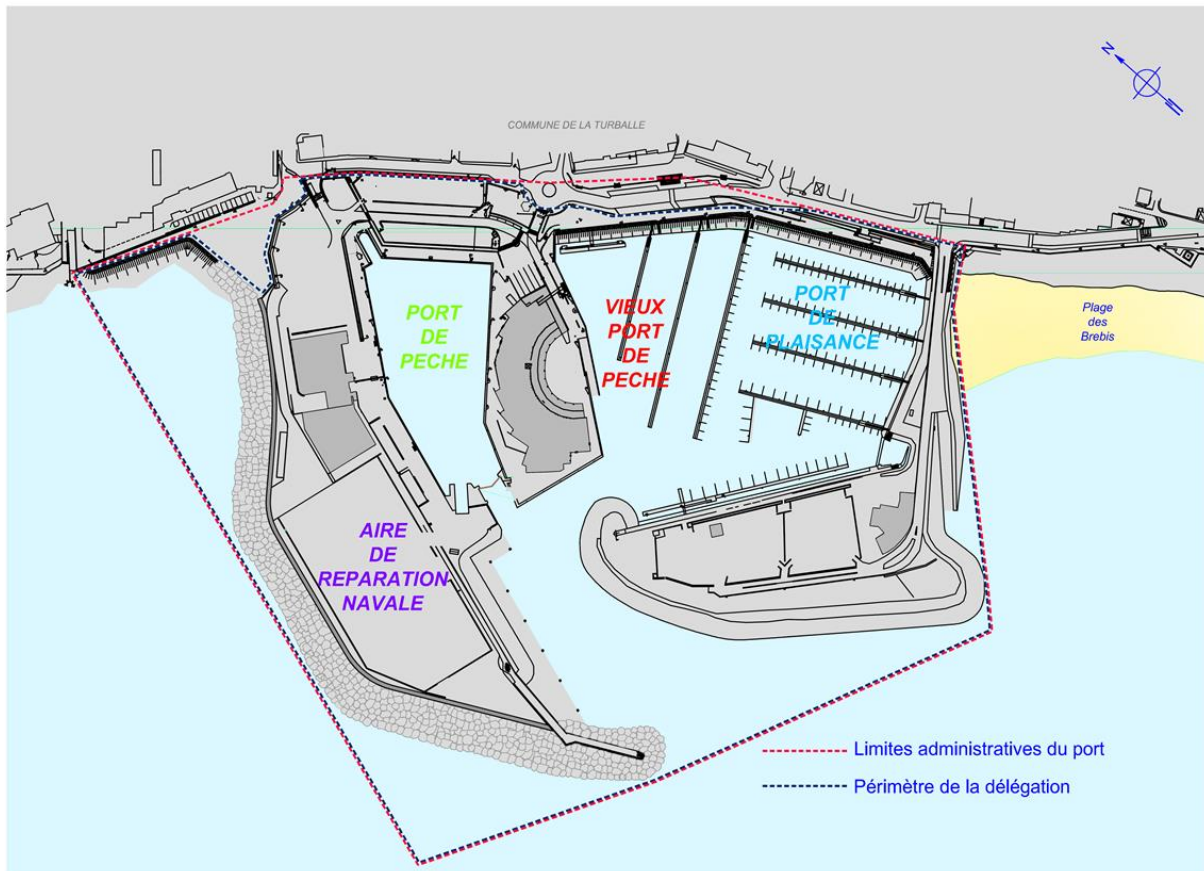 N
COMMUNE DE LA TURBALLE
PORT
DE
PECHE
VIEUX
PORT
DE
PECHE
PORT
DE
PLAISANCE
Plage
des
Brebis
AIRE
DE
REPARATION
NAVALE
Limites administratives du port
Périmètre de la délégation